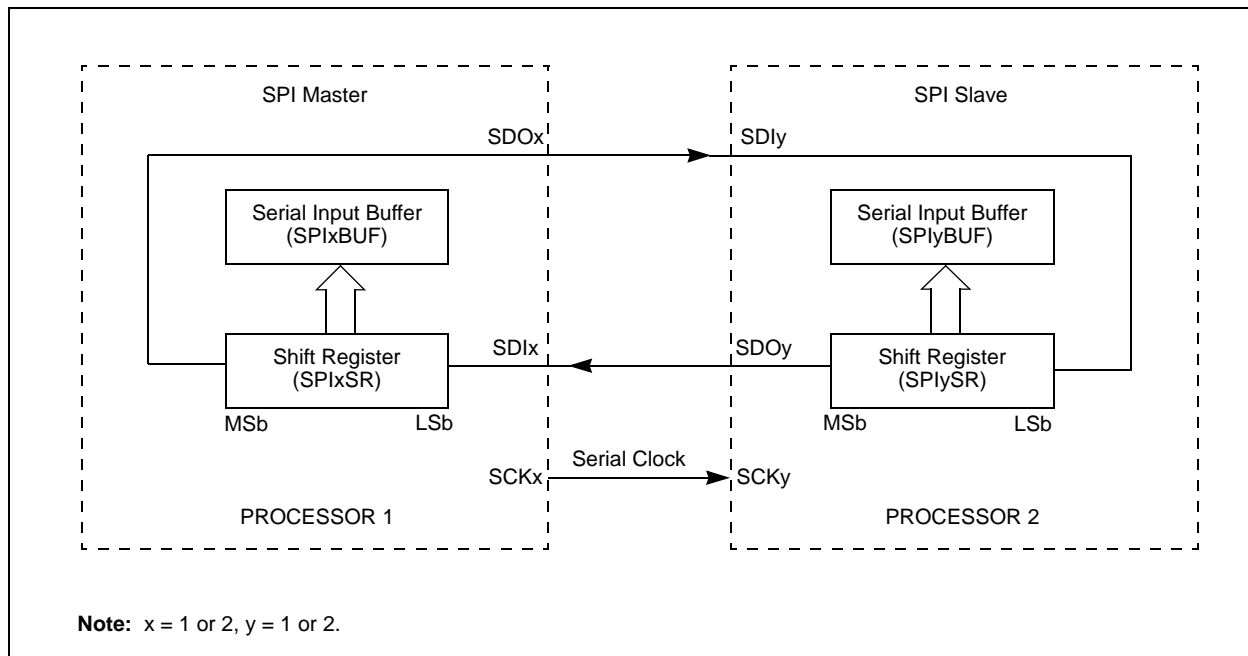 SPI Master
SDOx
Serial Input Buffer
(SPIxBUF)
Shift Register
(SPIxSR)
MSb
LSb
SDIx
SCKx
PROCESSOR 1
Serial Clock
SPI Slave
SDIy
Serial Input Buffer
(SPIyBUF)
SDOy
Shift Register
(SPIySR)
MSb
LSb
SCKy
PROCESSOR 2
Note: x = 1 or 2, y = 1 or 2.